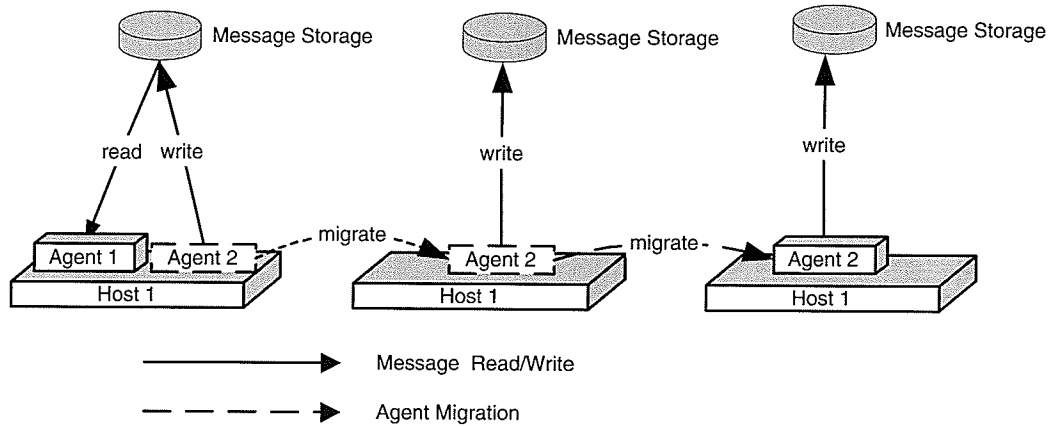 Message Storage
Message Storage
Message Storage
read
write
write
write
migrate
migrate
Agent 1
Agent 2
Agent 2
Agent 2
Host 1
Host 1
Host 1
Message Read/Write
Agent Migration